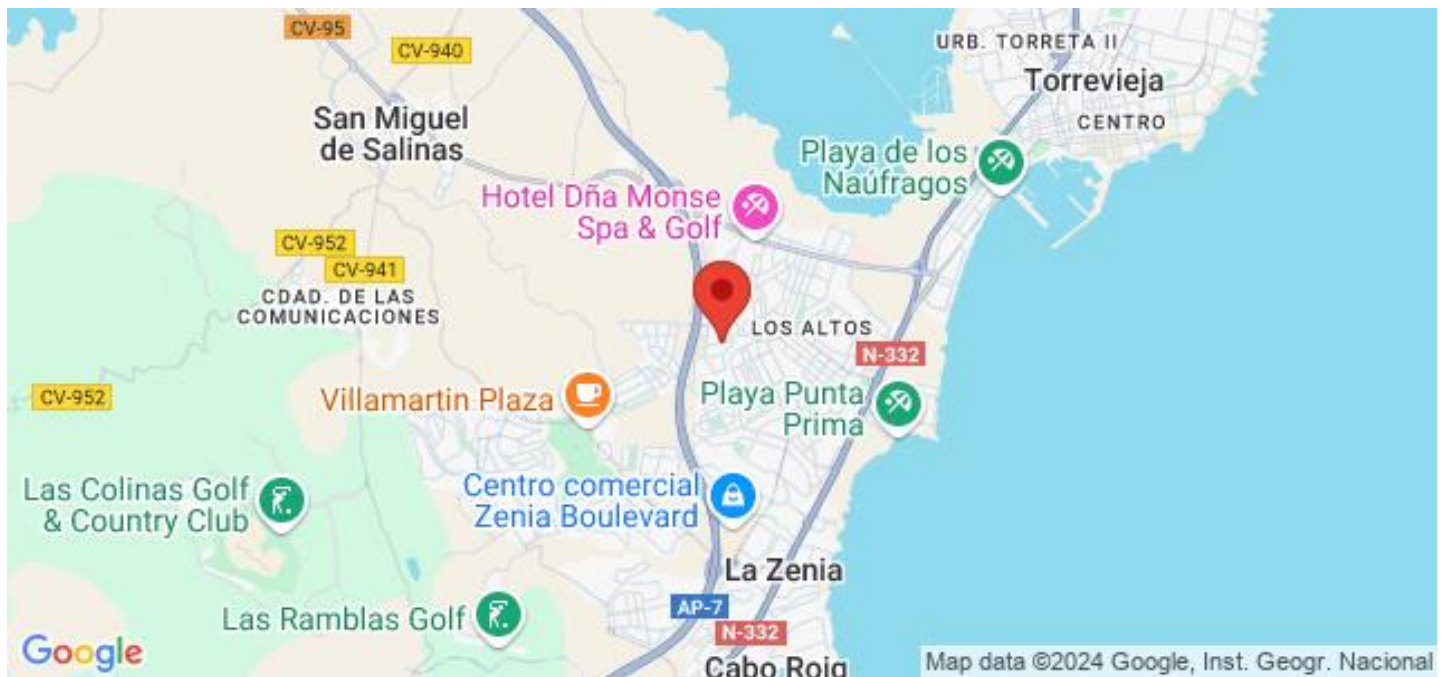 CV-95
CV-940
URB. TORRETA II
Torrevieja
CENTRO
San Miguel
de Salinas
Playa de los
Naúfragos
Hotel Dña Monse
Spa & Golf
CV-952
CV-941
CDAD. DE LAS
COMUNICACIONES
LOS ALTOS
N-332
CV-952
Villamartin Plaza
Playa Punta
Prima
Las Colinas Golf
& Country Club
Centro comercial
Zenia Boulevard
La Zenia
AP-7
Las Ramblas Golf
N-332
Cabo Roig
Google
Map data ©2024 Google, Inst. Geogr. Nacional